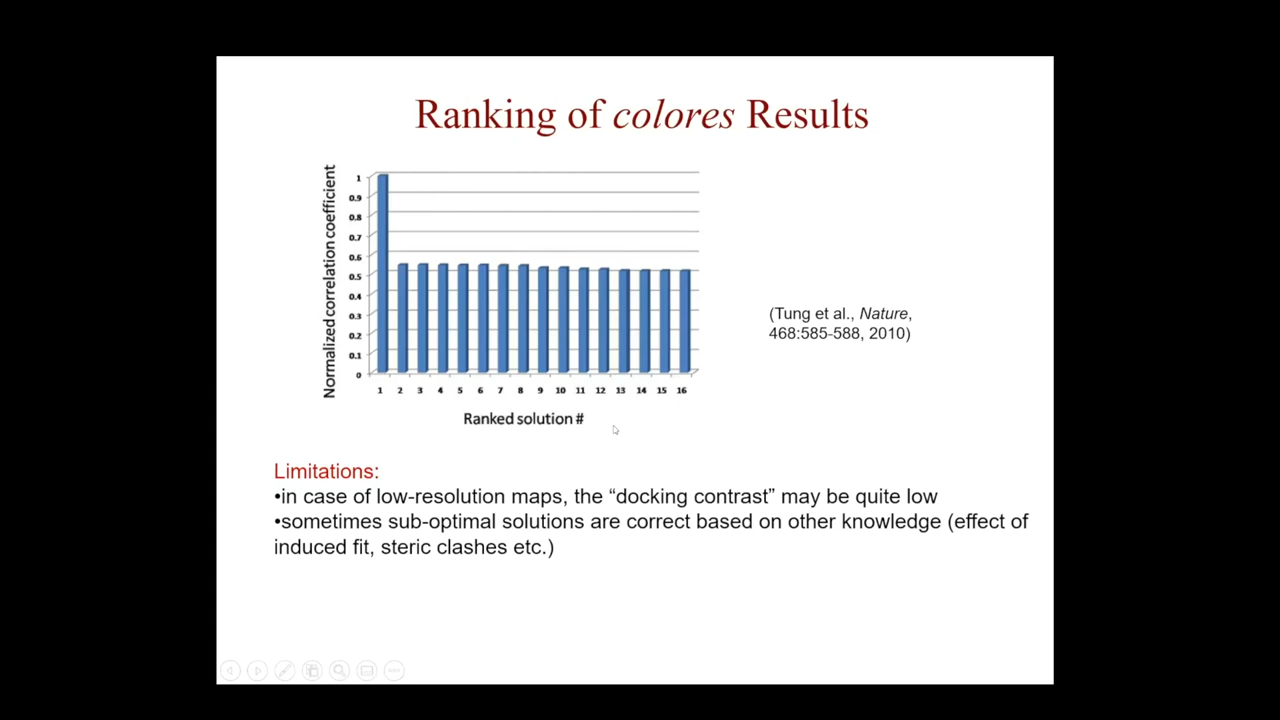 Ranking of colores Results
Normalized correlation coefficient
1
0.9
0.8
0.7
0.6
0.5
0.4
0.3
0.2
0.1
0
1 2 3 4 5 6 7 8 9 10 11 12 13 14 15 16
Ranked solution #
(Tung et al., Nature,
468:585-588, 2010)
Limitations:
•in case of low-resolution maps, the “docking contrast” may be quite low
•sometimes sub-optimal solutions are correct based on other knowledge (effect of
induced fit, steric clashes etc.)